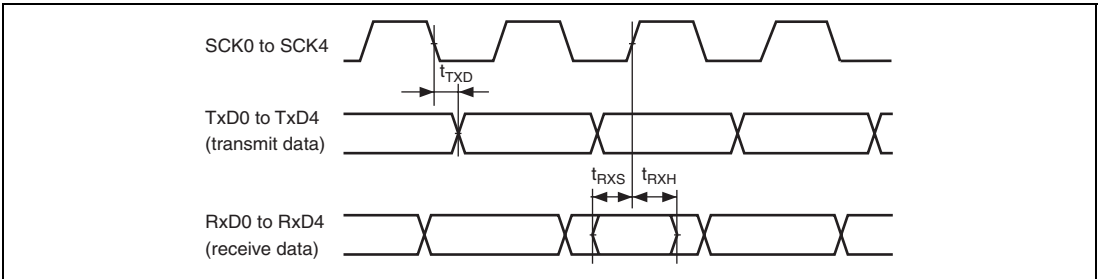 SCK0 to SCK4
tTXD
TxD0 to TxD4
(transmit data)
tRXS tRXH
RxD0 to RxD4
(receive data)